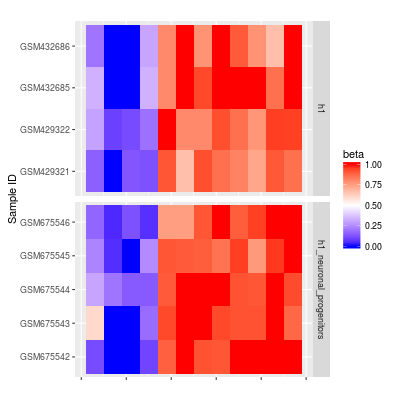 GSM432686
GSM432685
GSM429322
GSM429321
h1
GSM675546
GSM675545
GSM675544
GSM675543
GSM675542
h1_neuronal_progenitors
Sample ID
beta
1.00
0.75
0.50
0.25
0.00